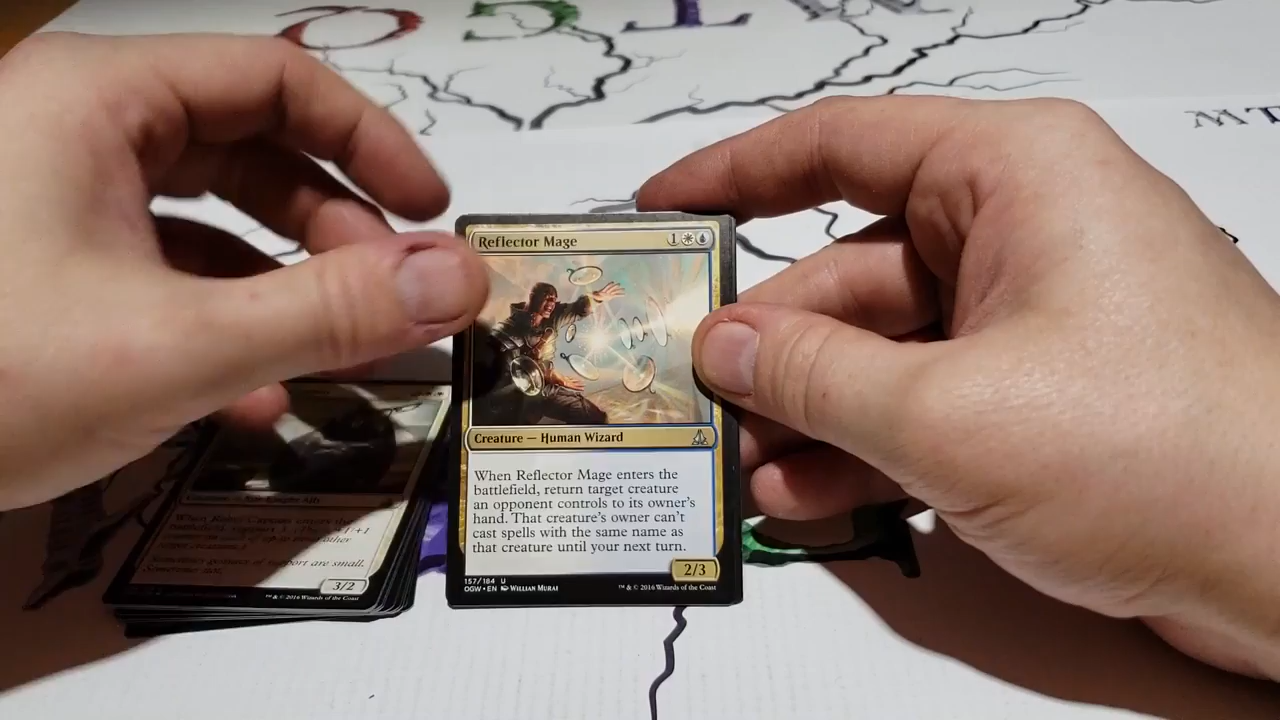 Reflector Mage 1
Creature — Human Wizard
When Reflector Mage enters the
battlefield, return target creature
an opponent controls to its owner's
hand. That creature's owner can't
cast spells with the same name as
that creature until your next turn.
2/3
157/184 U
OGW • EN WILLIAN MURAI
™ & © 2016 Wizards of the Coast
3/2
™ & © 2016 Wizards of the Coast
MTGO
MT